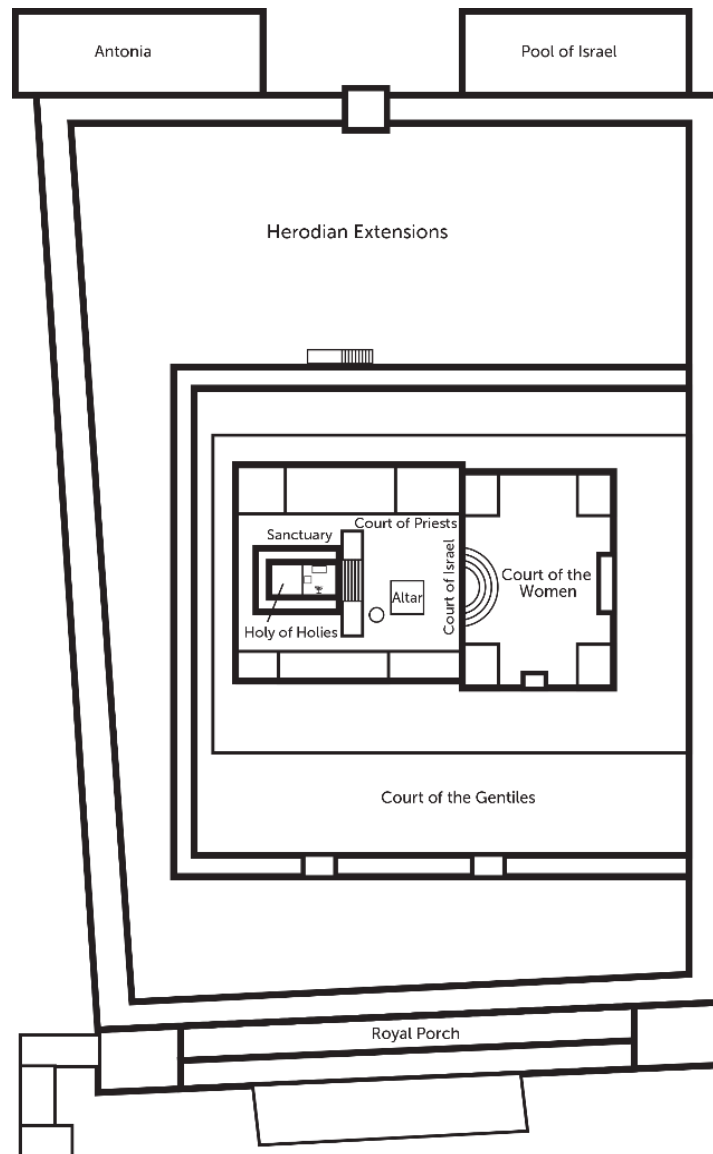 Antonia
Pool of Israel
Herodian Extensions
Court of Priests
Sanctuary
Court of Israel
Altar
Court of the
Women
Holy of Holies
Court of the Gentiles
Royal Porch